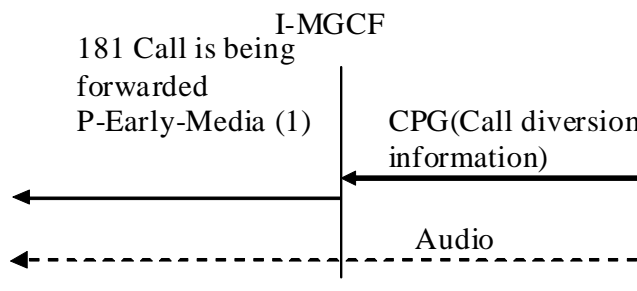 I-MGCF
181 Call is being
forwarded
P-Early-Media (1)
CPG(Call diversion
information)
Audio